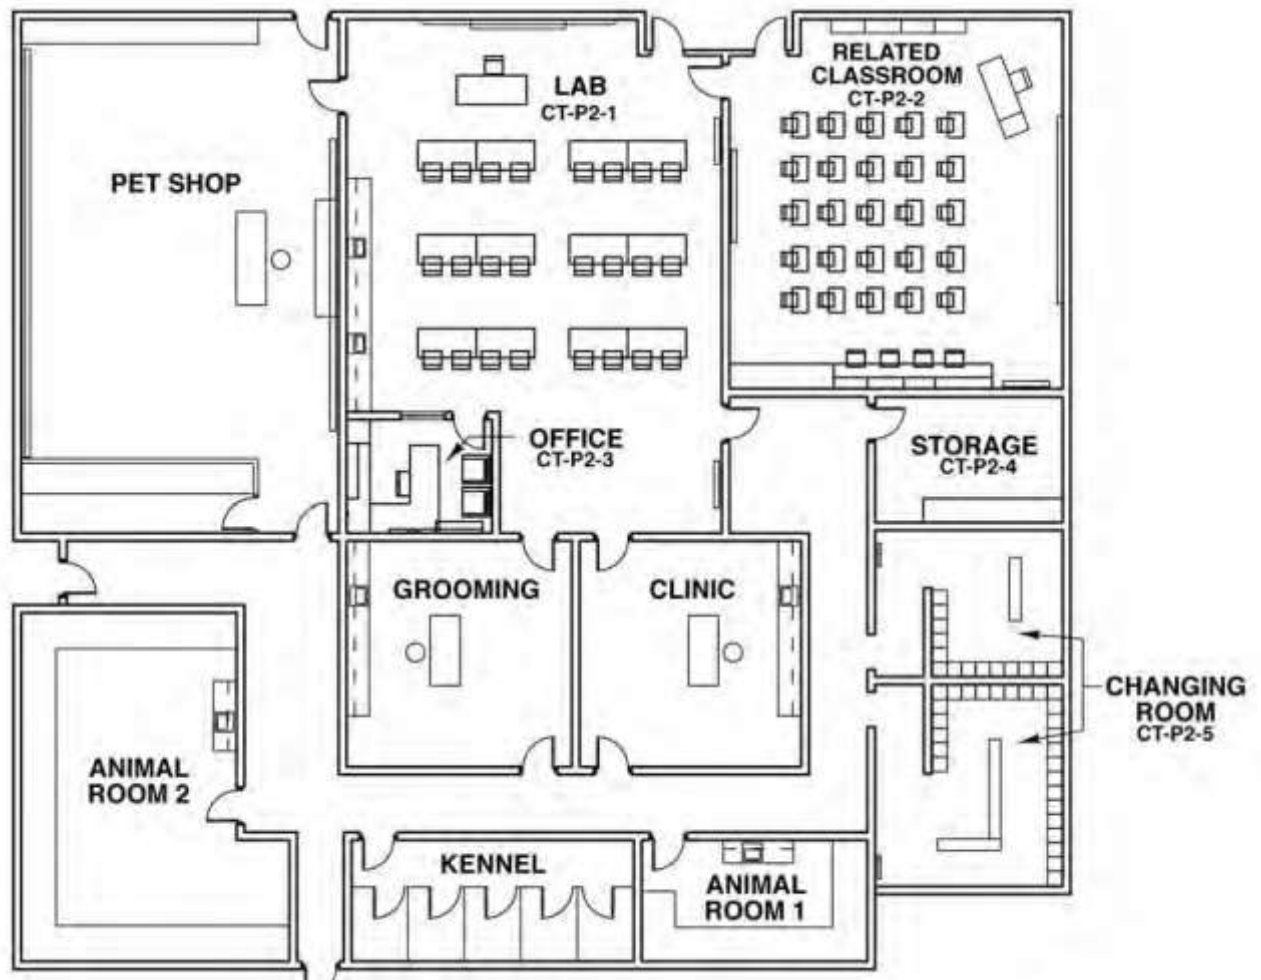 RELATED
CLASSROOM
CT-P2-2
LAB
CT-P2-1
PET SHOP
OFFICE
CT-P2-3
STORAGE
CT-P2-4
GROOMING
CLINIC
CHANGING
ROOM
CT-P2-5
ANIMAL
ROOM 2
KENNEL
ANIMAL
ROOM 1